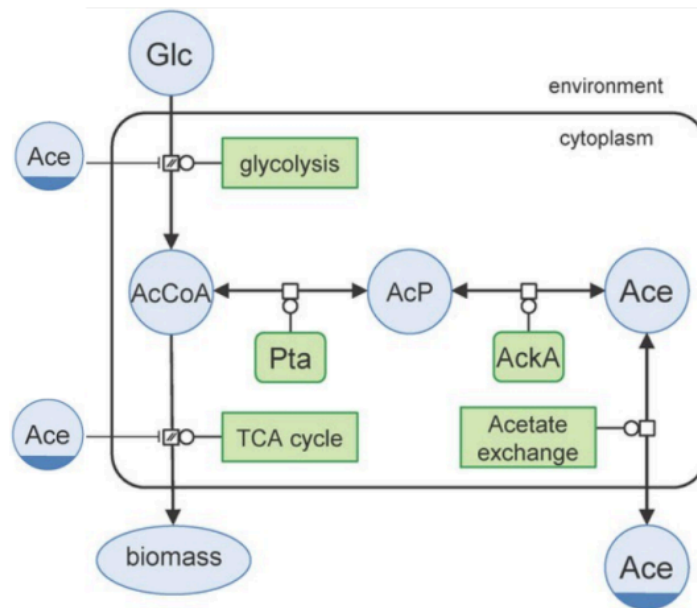 Glc
environment
cytoplasm
Ace
glycolysis
AcCoA
AcP
Ace
Pta
AckA
Ace
TCA cycle
Acetate
exchange
biomass
Ace